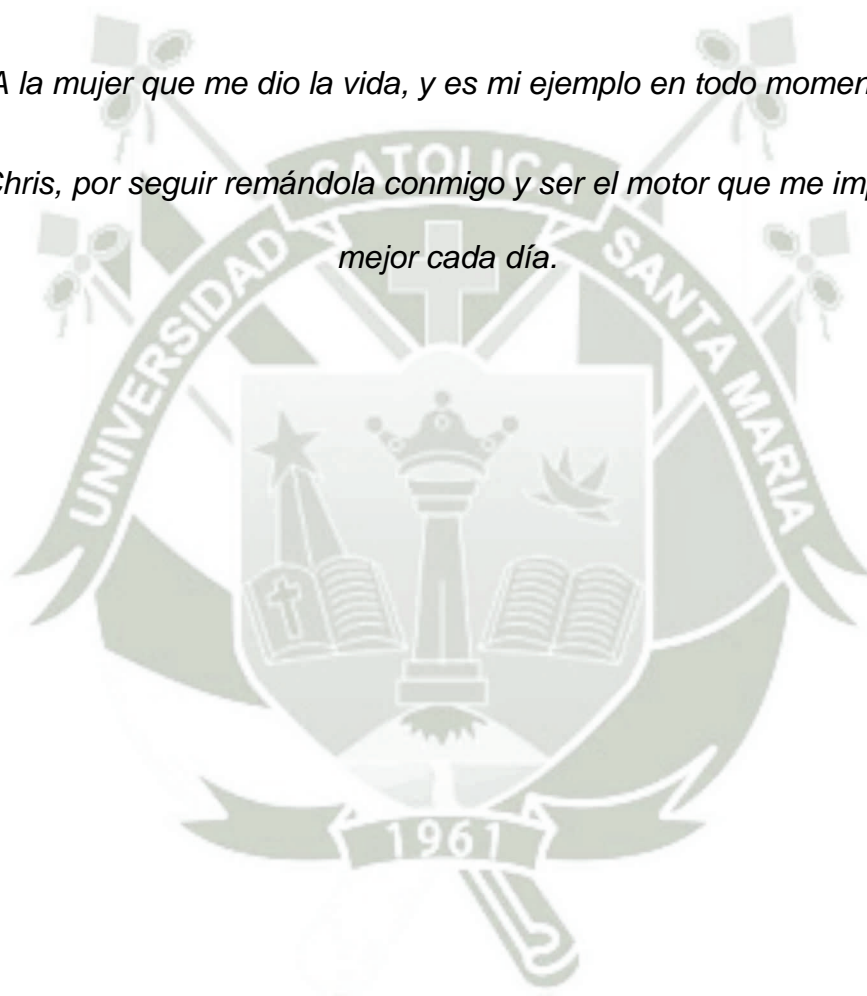 A la mujer que me dio la vida, y es mi ejemplo en todo momen
Chris, por seguir remándola conmigo y ser el motor que me imp
mejor cada día.
UNIVERSIDAD CATOLICA SANTA MARIA
1961